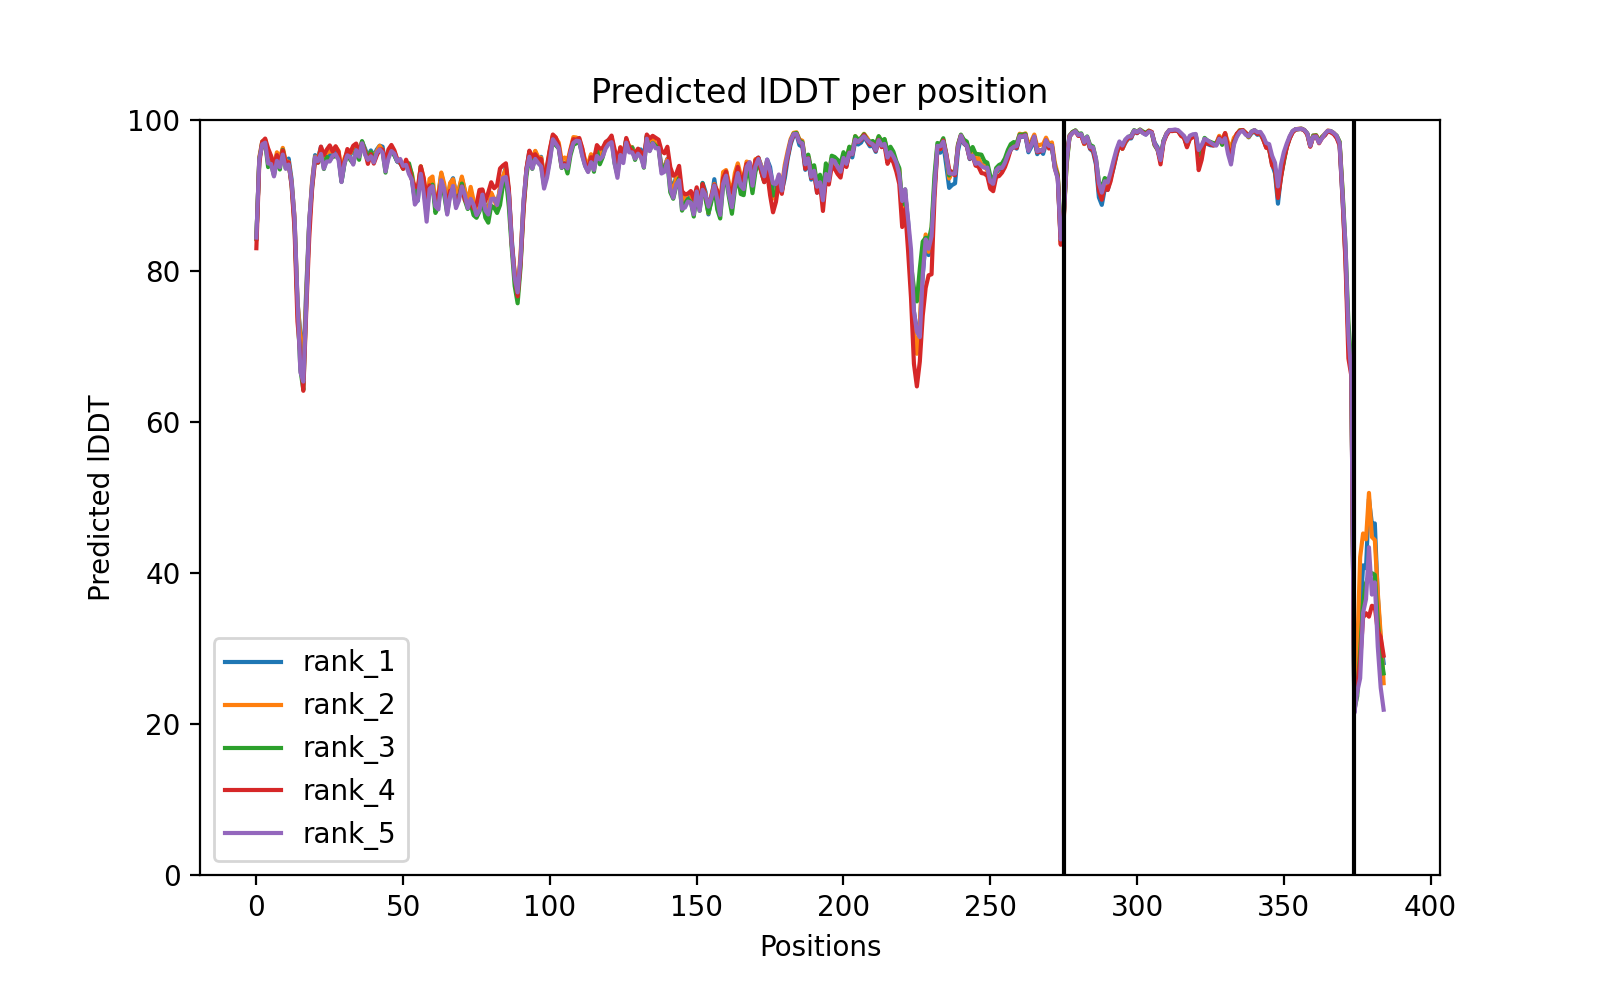 Predicted lDDT per position
100
80
60
40
20
0
Predicted lDDT
rank_1
rank_2
rank_3
rank_4
rank_5
0 50 100 150 200 250 300 350 400
Positions